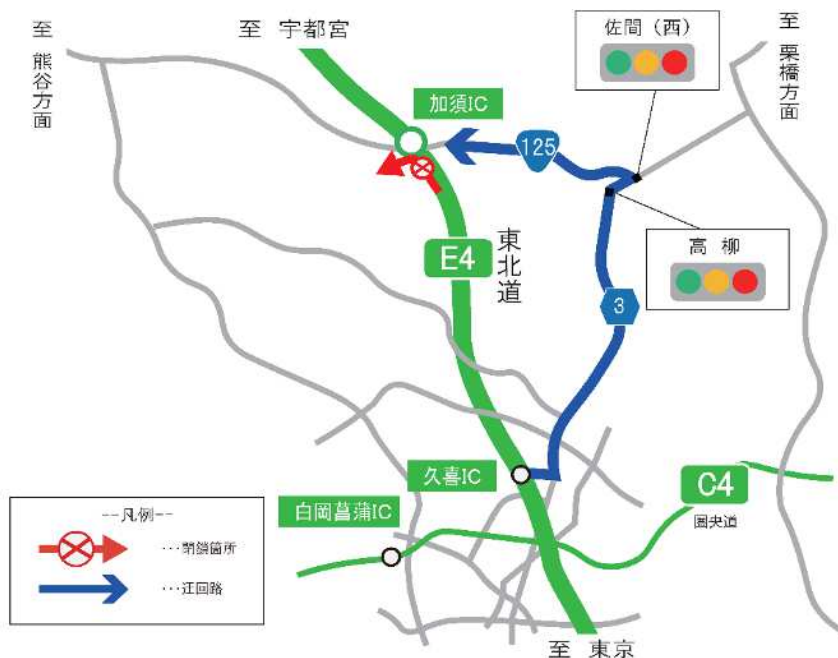 至 宇都宮
至 熊谷方面
佐間（西）
至 栗橋方面
加須IC
125
高 柳
E4
東北道
3
久喜IC
C4
圏央道
白岡菖蒲IC
--凡例--
･･･閉鎖箇所
･･･迂回路
至 東京